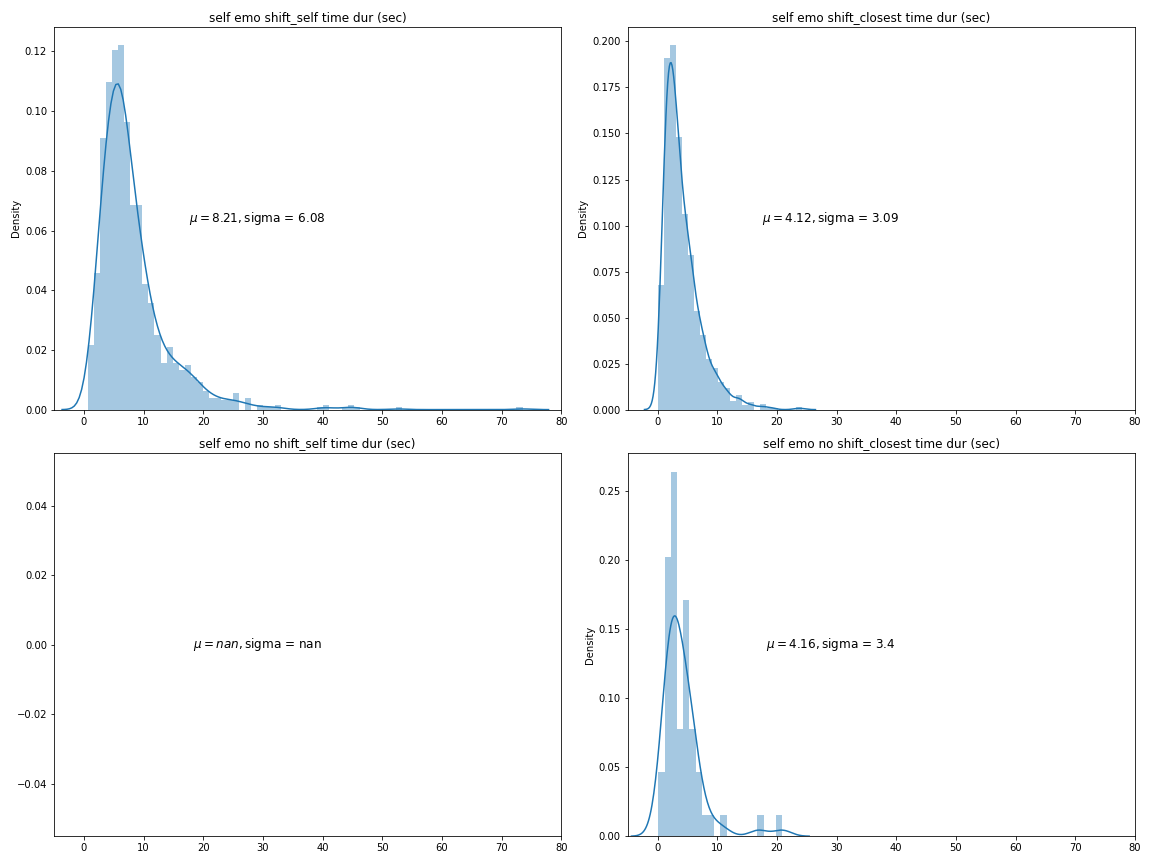 self emo shift_self time dur (sec)
0.12
0.10
0.08
0.06
0.04
0.02
0.00
Density
μ = 8.21, sigma = 6.08
0 10 20 30 40 50 60 70 80
self emo shift_closest time dur (sec)
0.200
0.175
0.150
0.125
0.100
0.075
0.050
0.025
0.000
Density
μ = 4.12, sigma = 3.09
0 10 20 30 40 50 60 70 80
self emo no shift_self time dur (sec)
0.04
0.02
0.00
−0.02
−0.04
μ = nan, sigma = nan
0 10 20 30 40 50 60 70 80
self emo no shift_closest time dur (sec)
0.25
0.20
0.15
0.10
0.05
0.00
Density
μ = 4.16, sigma = 3.4
0 10 20 30 40 50 60 70 80